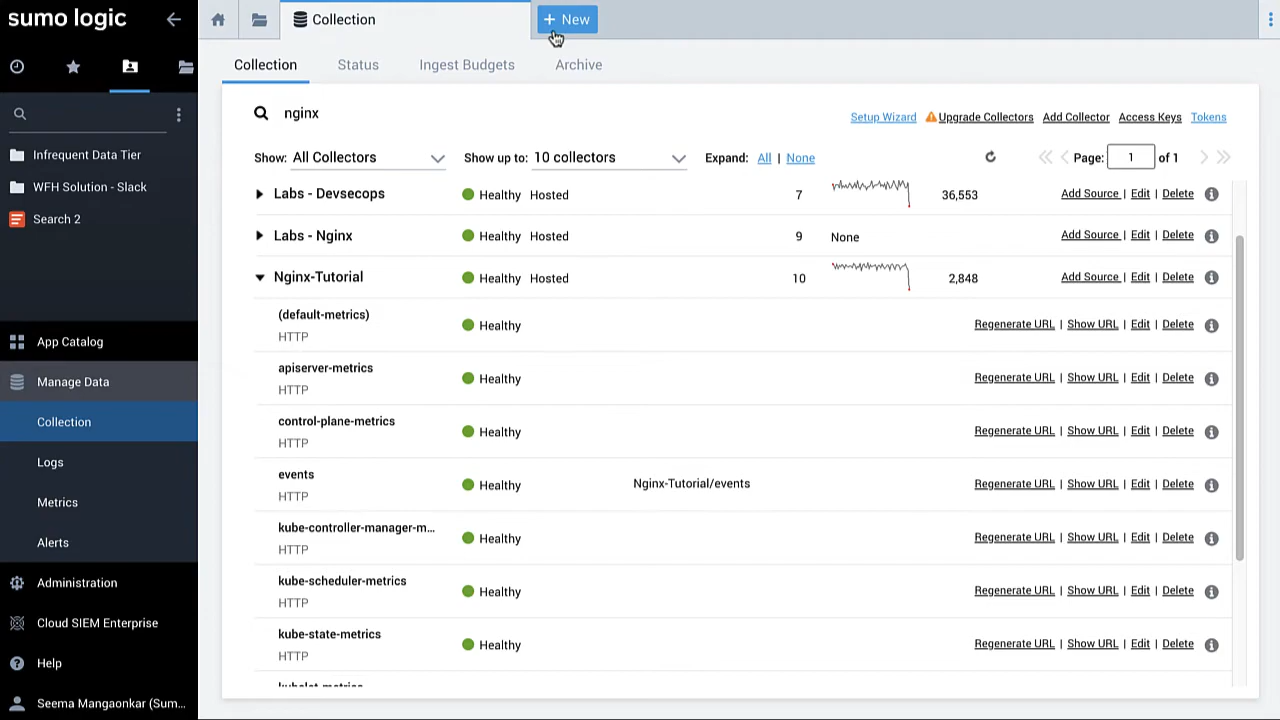 sumo logic
Collection
+ New
Collection
Status
Ingest Budgets
Archive
nginx
Setup Wizard
Upgrade Collectors
Add Collector
Access Keys
Tokens
Show: All Collectors
Show up to: 10 collectors
Expand: All | None
Page: 1 of 1
Infrequent Data Tier
WFH Solution - Slack
Search 2
App Catalog
Manage Data
Collection
Logs
Metrics
Alerts
Administration
Cloud SIEM Enterprise
Help
Seema Mangaonkar (Sum...
Labs - Devsecops Healthy Hosted 7 36,553 Add Source | Edit | Delete
Labs - Nginx Healthy Hosted 9 None Add Source | Edit | Delete
Nginx-Tutorial Healthy Hosted 10 2,848 Add Source | Edit | Delete
(default-metrics)
HTTP
Healthy Regenerate URL | Show URL | Edit | Delete
apiserver-metrics
HTTP
Healthy Regenerate URL | Show URL | Edit | Delete
control-plane-metrics
HTTP
Healthy Regenerate URL | Show URL | Edit | Delete
events
HTTP
Healthy Nginx-Tutorial/events Regenerate URL | Show URL | Edit | Delete
kube-controller-manager-m...
HTTP
Healthy Regenerate URL | Show URL | Edit | Delete
kube-scheduler-metrics
HTTP
Healthy Regenerate URL | Show URL | Edit | Delete
kube-state-metrics
HTTP
Healthy Regenerate URL | Show URL | Edit | Delete